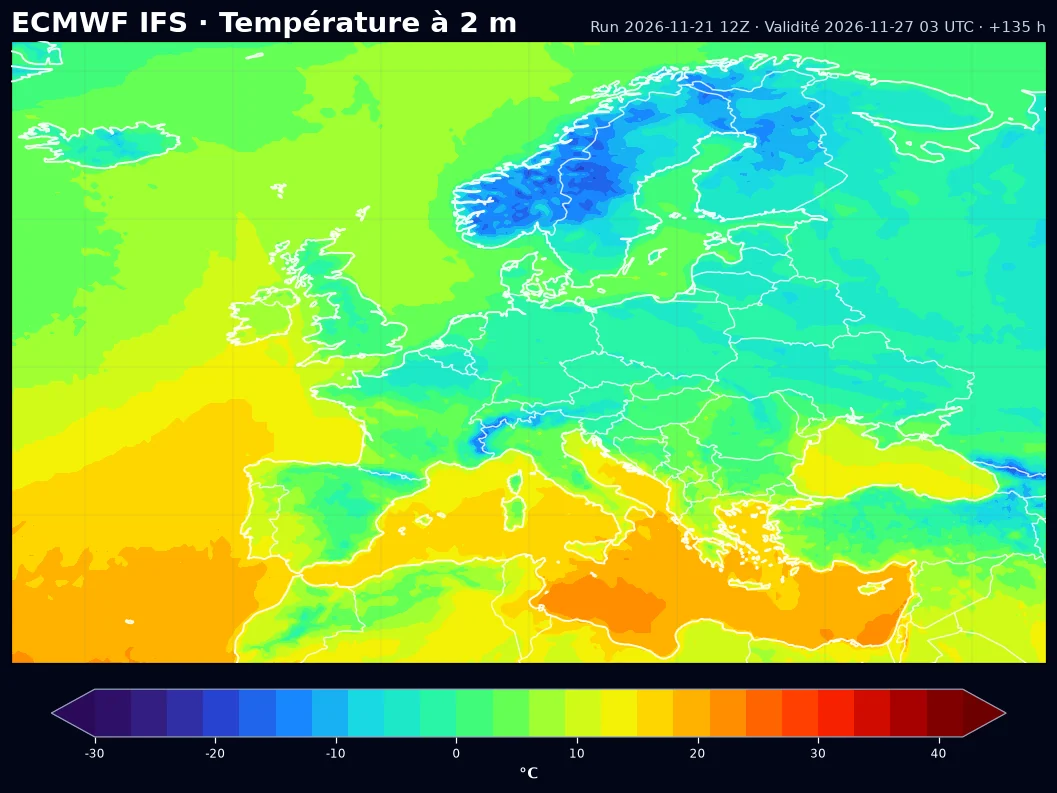 ECMWF IFS · Température à 2 m
Run 2026-11-21 12Z · Validité 2026-11-27 03 UTC · +135 h
-30 -20 -10 0 10 20 30 40
°C